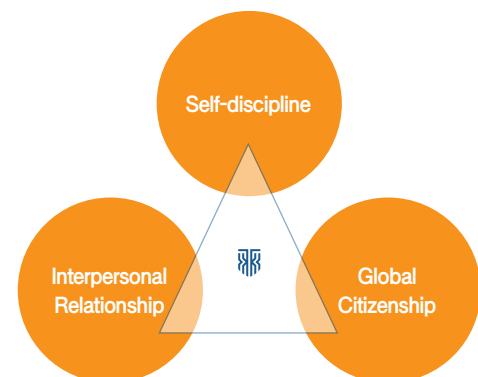 Self-discipline
Interpersonal
Relationship
Global
Citizenship